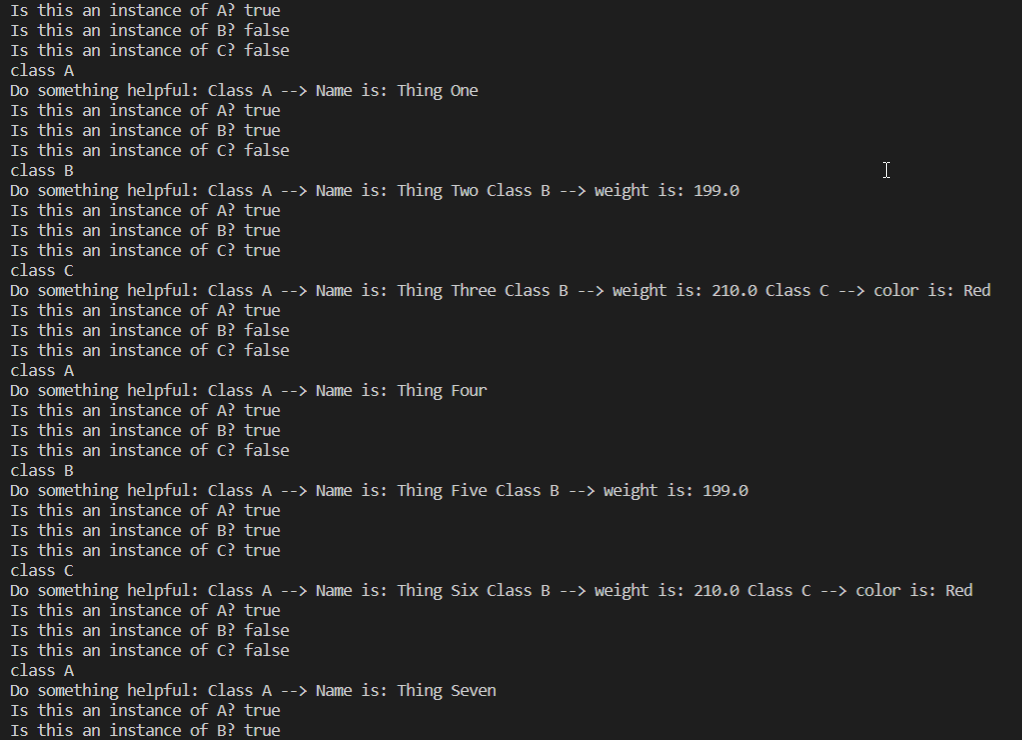 Is this an instance of A? true
Is this an instance of B? false
Is this an instance of C? false
class A
Do something helpful: Class A --> Name is: Thing One
Is this an instance of A? true
Is this an instance of B? true
Is this an instance of C? false
class B
Do something helpful: Class A --> Name is: Thing Two Class B --> weight is: 199.0
Is this an instance of A? true
Is this an instance of B? true
Is this an instance of C? true
class C
Do something helpful: Class A --> Name is: Thing Three Class B --> weight is: 210.0 Class C --> color is: Red
Is this an instance of A? true
Is this an instance of B? false
Is this an instance of C? false
class A
Do something helpful: Class A --> Name is: Thing Four
Is this an instance of A? true
Is this an instance of B? true
Is this an instance of C? false
class B
Do something helpful: Class A --> Name is: Thing Five Class B --> weight is: 199.0
Is this an instance of A? true
Is this an instance of B? true
Is this an instance of C? true
class C
Do something helpful: Class A --> Name is: Thing Six Class B --> weight is: 210.0 Class C --> color is: Red
Is this an instance of A? true
Is this an instance of B? false
Is this an instance of C? false
class A
Do something helpful: Class A --> Name is: Thing Seven
Is this an instance of A? true
Is this an instance of B? true